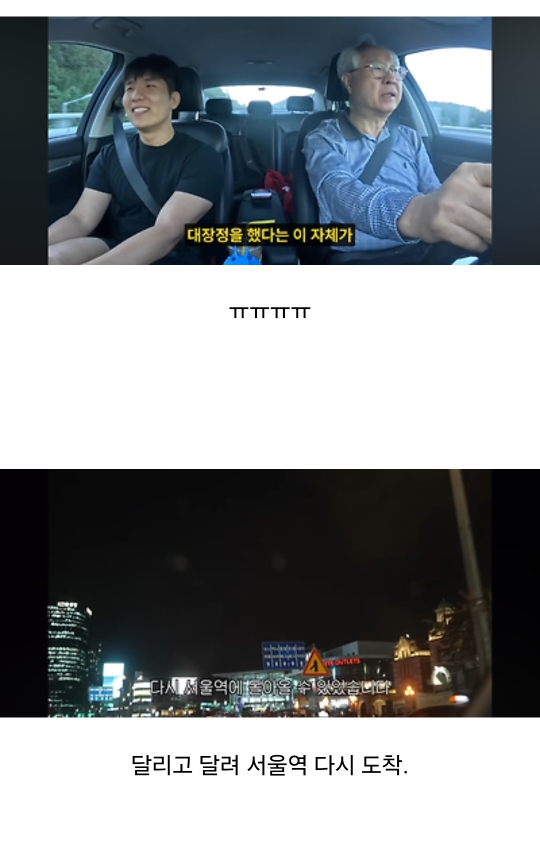 대장정을 했다는 이 자체가
ㅠㅠㅠㅠ
OUTLETS
다시 서울역에 돌아올 수 있었습니다
달리고 달려 서울역 다시 도착.